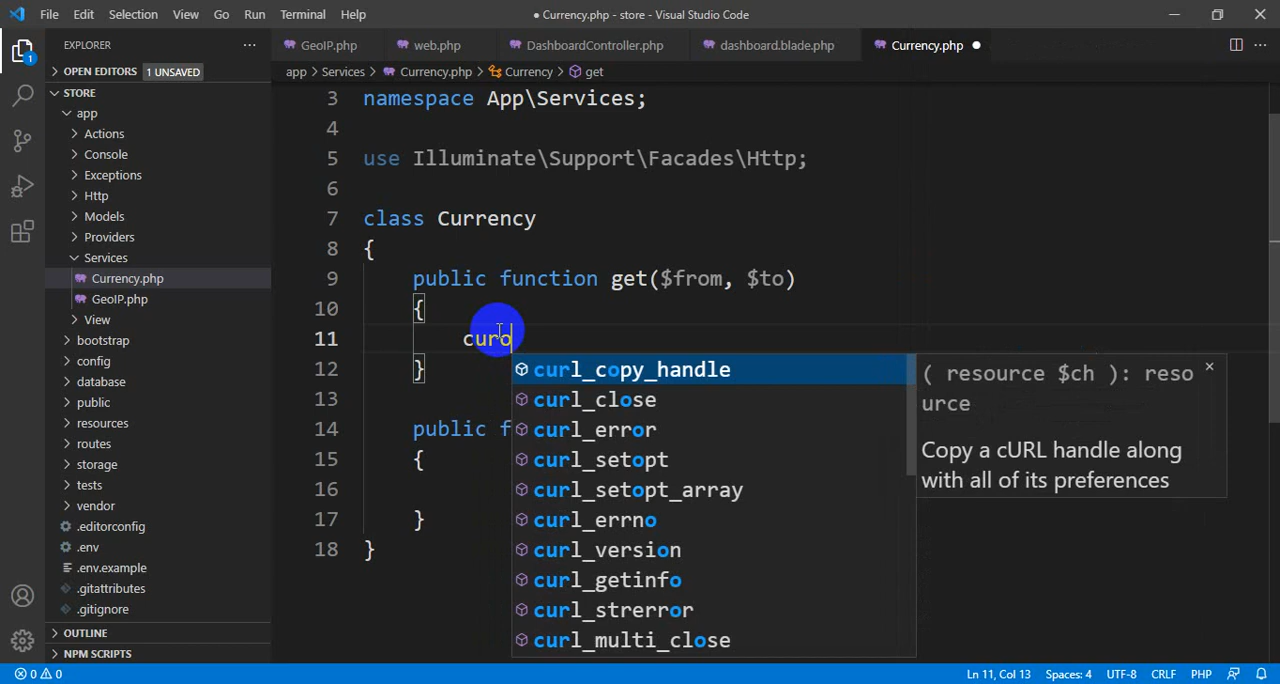 File Edit Selection View Go Run Terminal Help ● Currency.php - store - Visual Studio Code
EXPLORER ··· GeoIP.php web.php DashboardController.php dashboard.blade.php Currency.php ●
OPEN EDITORS 1 UNSAVED
STORE
app
Actions
Console
Exceptions
Http
Models
Providers
Services
Currency.php
GeoIP.php
View
bootstrap
config
database
public
resources
routes
storage
tests
vendor
.editorconfig
.env
.env.example
.gitattributes
.gitignore
OUTLINE
NPM SCRIPTS
1
app > Services > Currency.php > Currency > get
3 namespace App\Services;
4
5 use Illuminate\Support\Facades\Http;
6
7 class Currency
8 {
9 public function get($from, $to)
10 {
11 curo
12 }
13
14 public f
15 {
16
17 }
18 }
curl_copy_handle
curl_close
curl_error
curl_setopt
curl_setopt_array
curl_errno
curl_version
curl_getinfo
curl_strerror
curl_multi_close
( resource $ch ): reso
urce
Copy a cURL handle along
with all of its preferences
0 0 Ln 11, Col 13 Spaces: 4 UTF-8 CRLF PHP